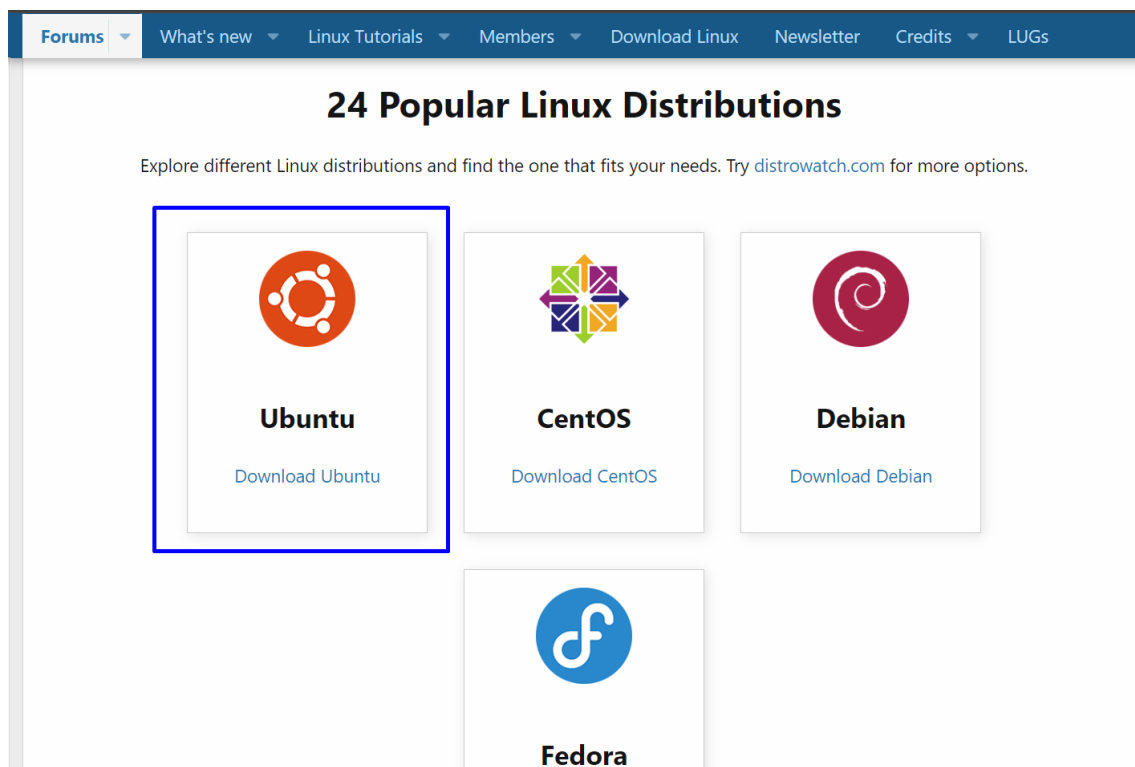 Forums What's new Linux Tutorials Members Download Linux Newsletter Credits LUGs
24 Popular Linux Distributions
Explore different Linux distributions and find the one that fits your needs. Try distrowatch.com for more options.
Ubuntu CentOS Debian
Download Ubuntu Download CentOS Download Debian
Fedora